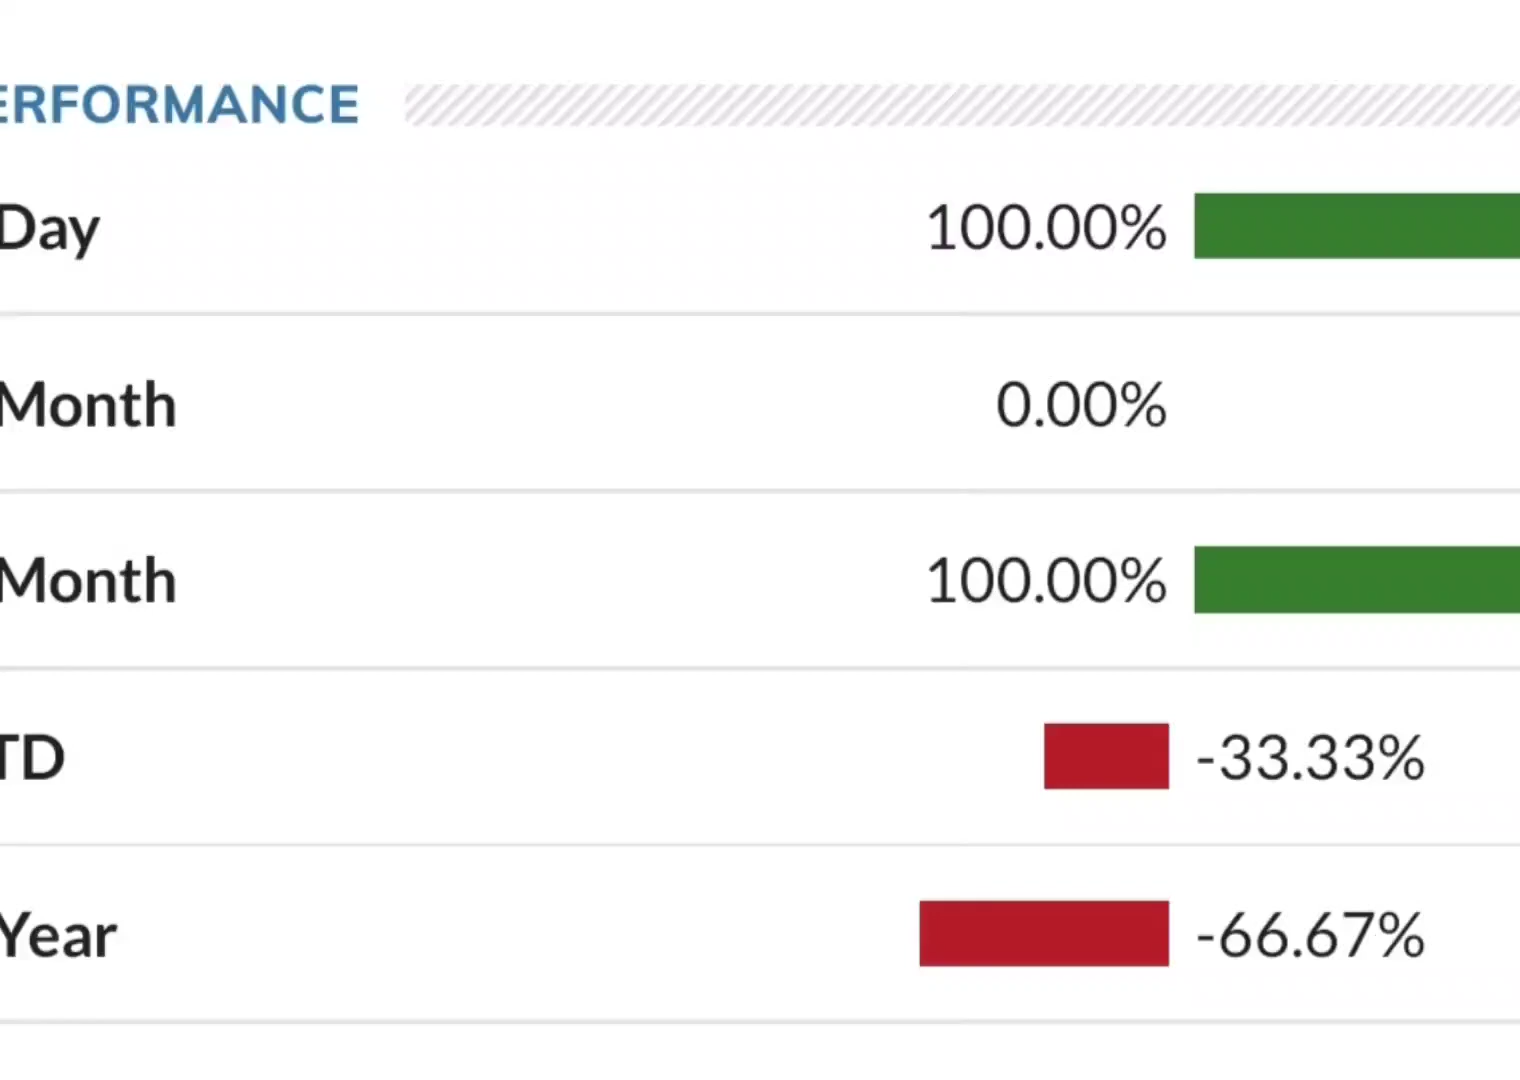 ERFORMANCE
Day 100.00%
Month 0.00%
Month 100.00%
TD -33.33%
Year -66.67%